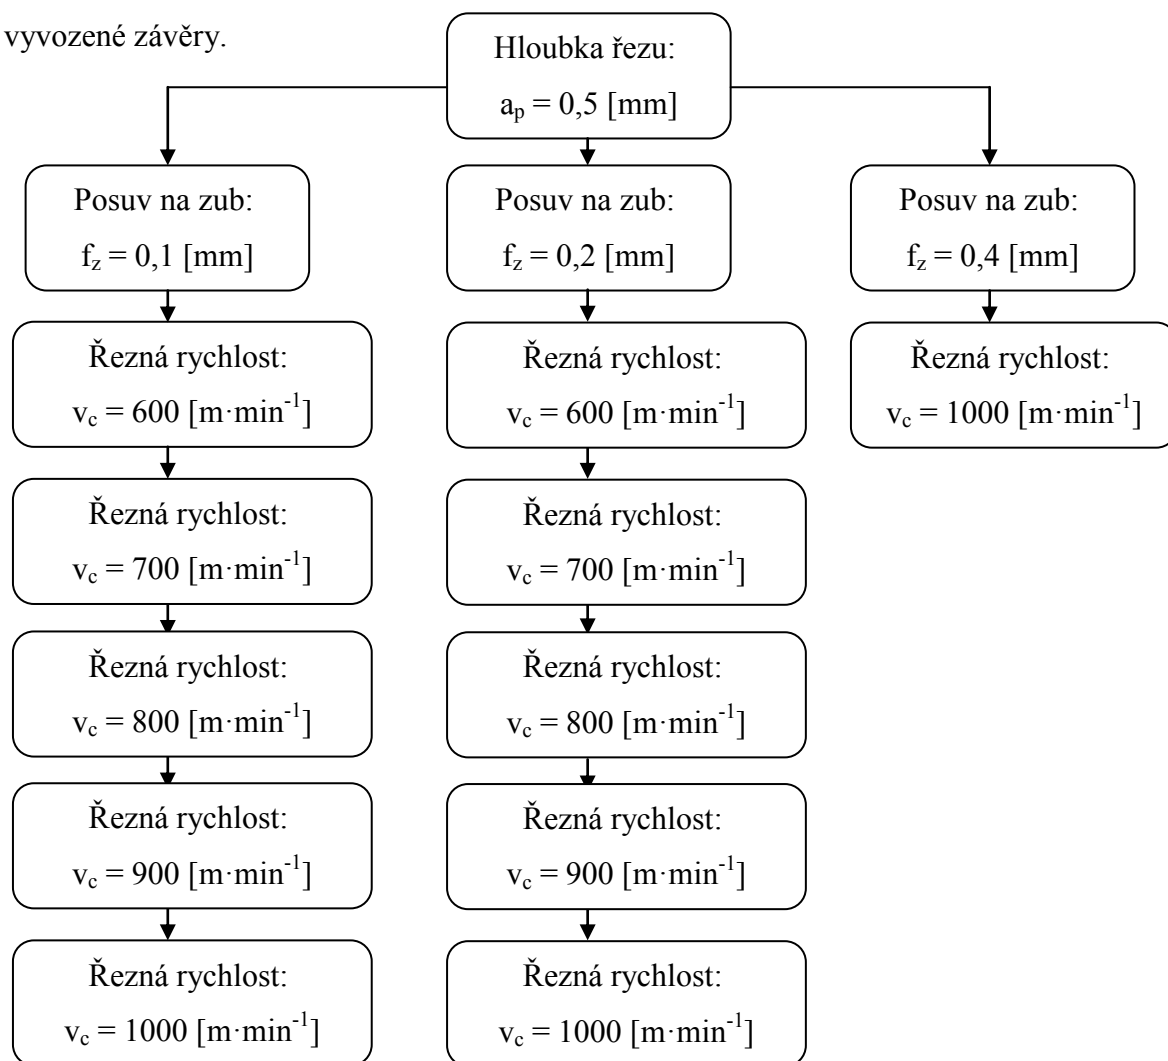 vyvozené závěry.
Hloubka řezu:
a_p = 0,5 [mm]
Posuv na zub:
f_z = 0,1 [mm]
Posuv na zub:
f_z = 0,2 [mm]
Posuv na zub:
f_z = 0,4 [mm]
Řezná rychlost:
v_c = 600 [m·min^-1]
Řezná rychlost:
v_c = 600 [m·min^-1]
Řezná rychlost:
v_c = 1000 [m·min^-1]
Řezná rychlost:
v_c = 700 [m·min^-1]
Řezná rychlost:
v_c = 700 [m·min^-1]
Řezná rychlost:
v_c = 800 [m·min^-1]
Řezná rychlost:
v_c = 800 [m·min^-1]
Řezná rychlost:
v_c = 900 [m·min^-1]
Řezná rychlost:
v_c = 900 [m·min^-1]
Řezná rychlost:
v_c = 1000 [m·min^-1]
Řezná rychlost:
v_c = 1000 [m·min^-1]